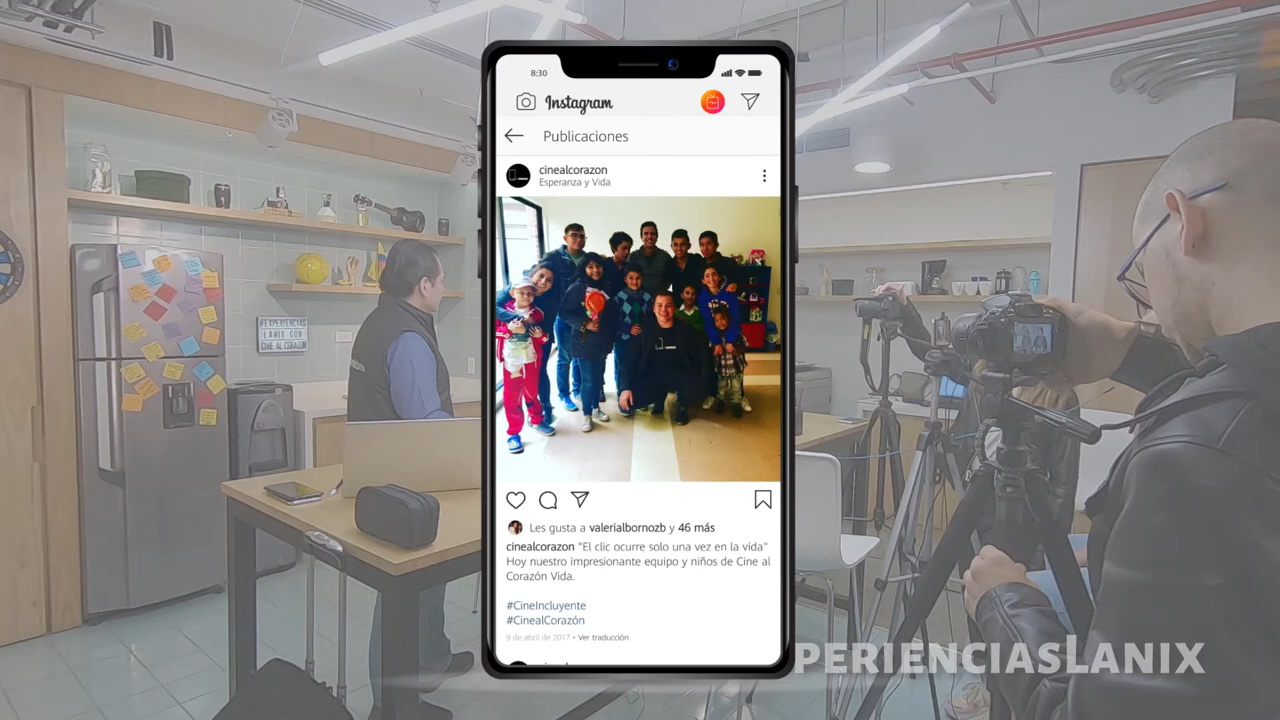 8:30
Instagram
Publicaciones
cinealcorazon
Esperanza y Vida
Les gusta a valerialbornozb y 46 más
cinealcorazon "El clic ocurre solo una vez en la vida"
Hoy nuestro impresionante equipo y niños de Cine al
Corazón Vida.
#CineIncluyente
#CinealCorazón
9 de abril de 2017 • Ver traducción
#EXPERIENCIAS
LANIX CON
CINE AL CORAZÓN
PERIENCIASLANIX